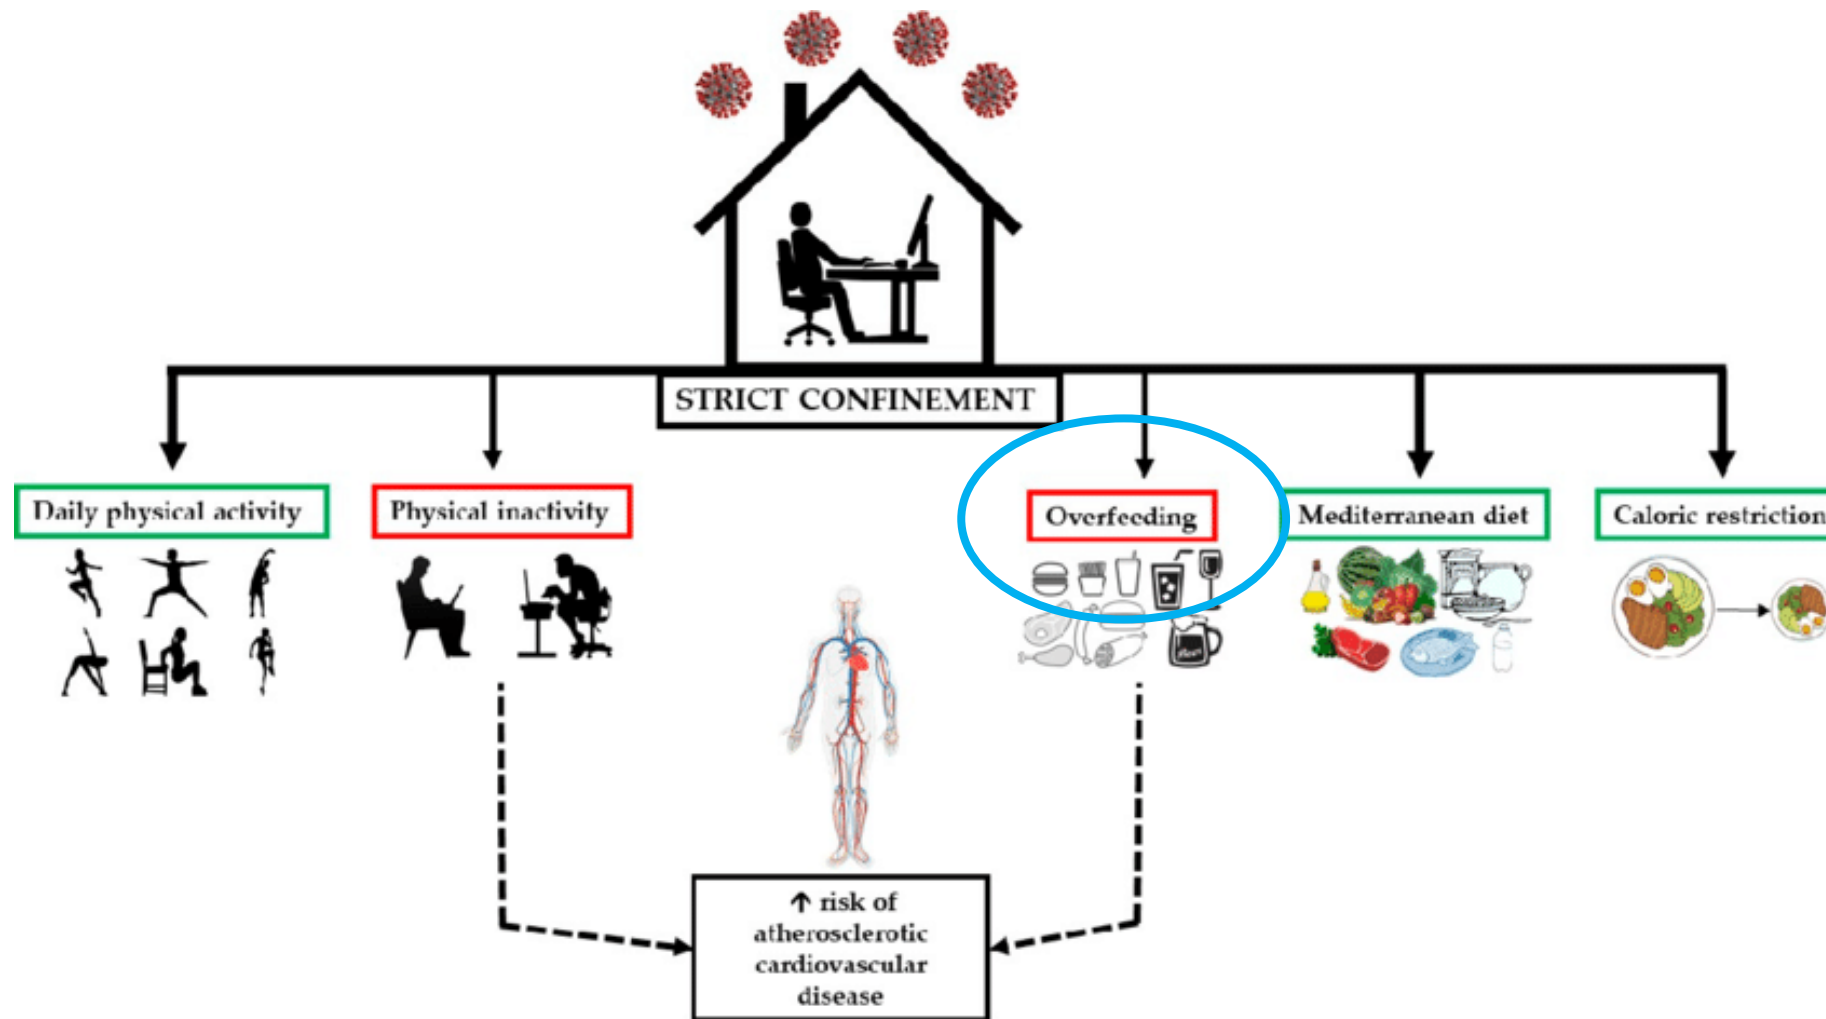 STRICT CONFINEMENT
Daily physical activity
Physical inactivity
Overfeeding
Mediterranean diet
Caloric restriction
↑ risk of
atherosclerotic
cardiovascular
disease